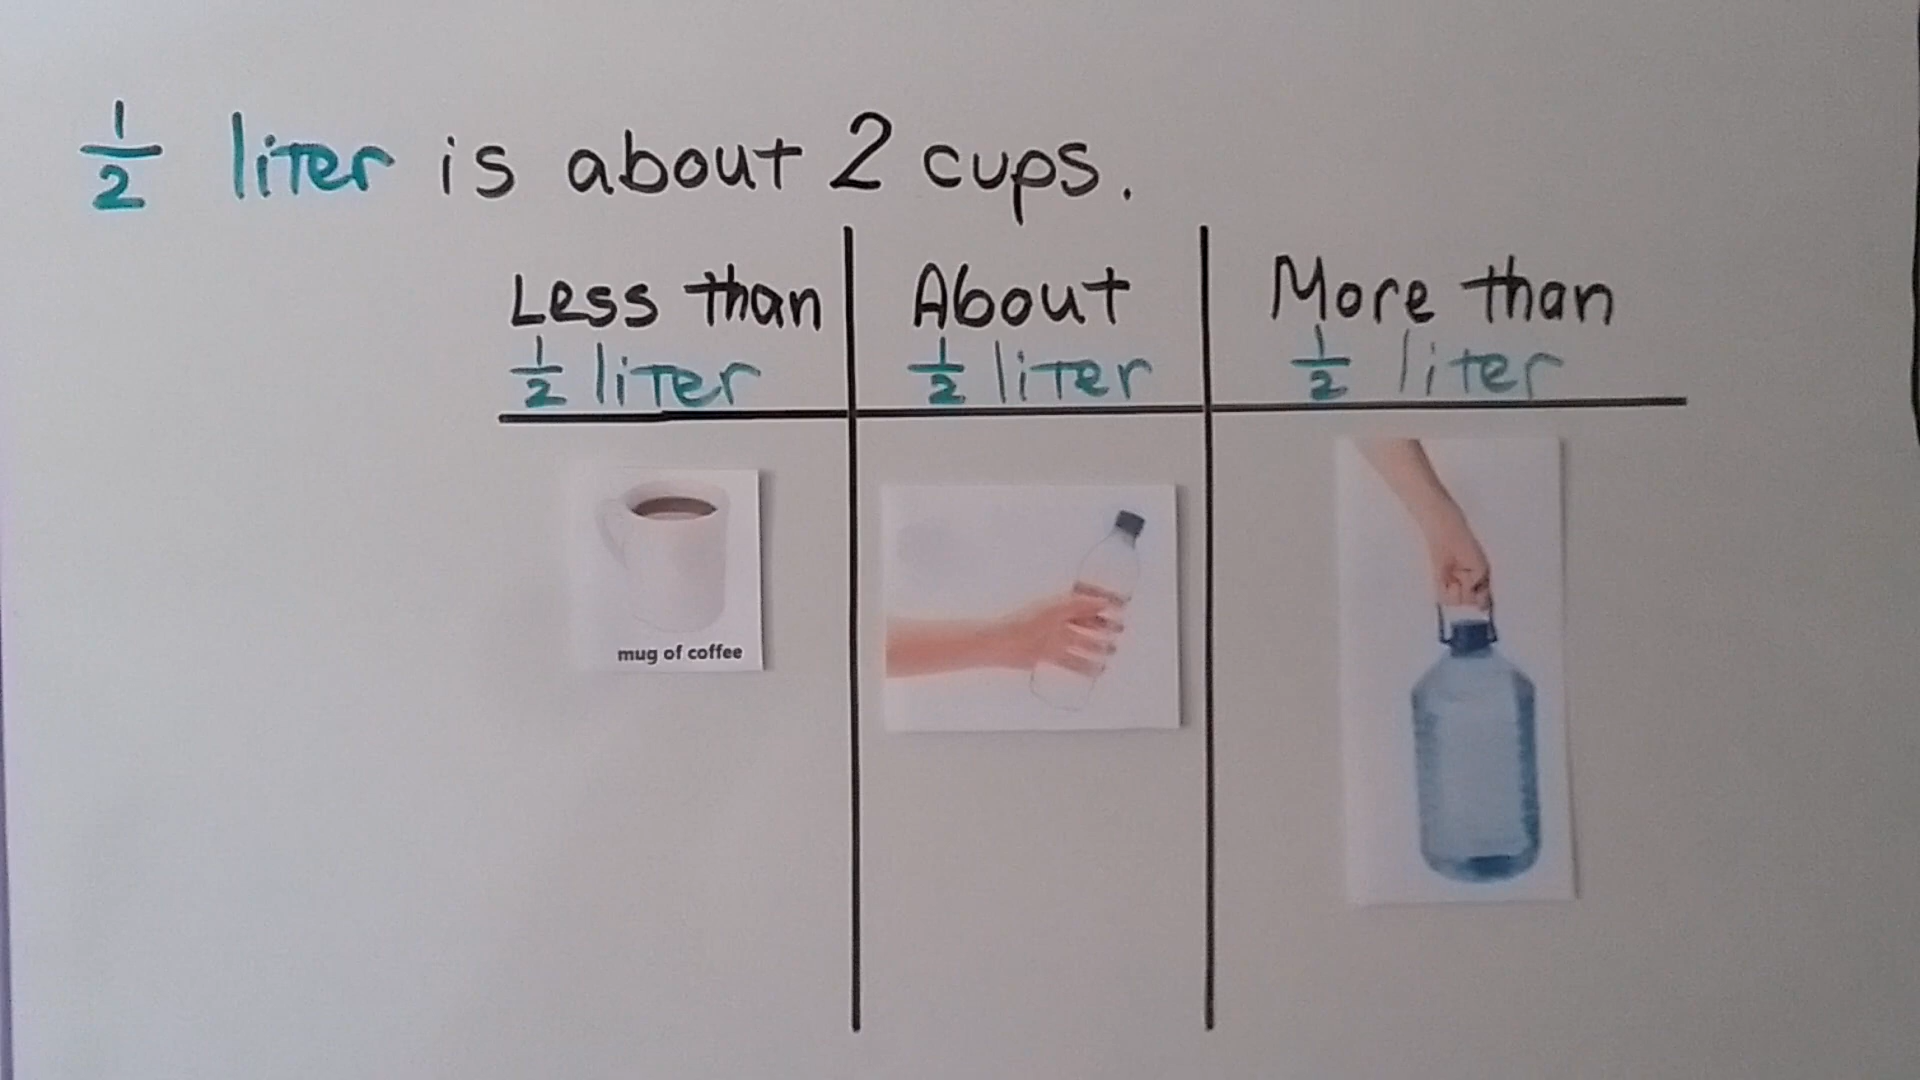 1/2 liter is about 2 cups.
Less than
1/2 liter
About
1/2 liter
More than
1/2 liter
mug of coffee